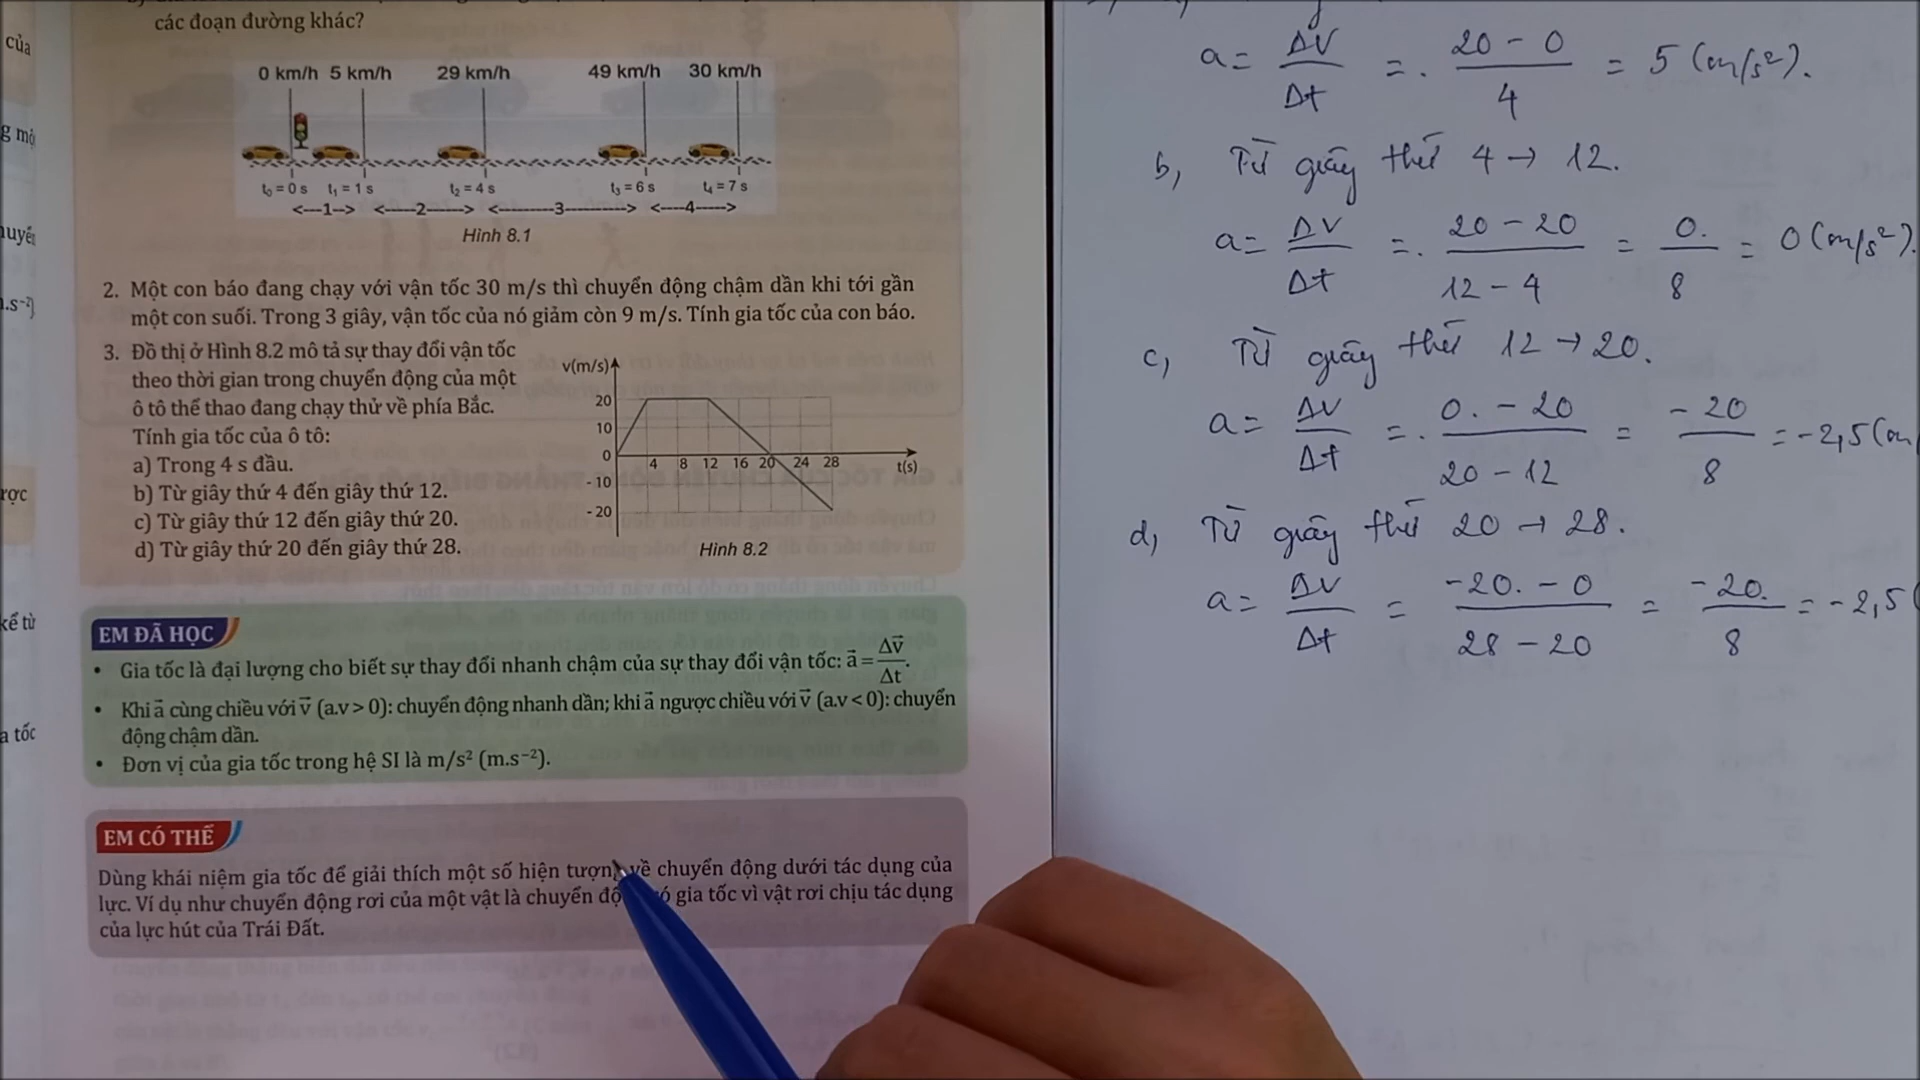 của
các đoạn đường khác?
0 km/h 5 km/h 29 km/h 49 km/h 30 km/h
t₀ = 0 s t₁ = 1 s t₂ = 4 s t₃ = 6 s t₄ = 7 s
<---1--> <-----2-----> <---------3----------> <----4----->
Hình 8.1
2. Một con báo đang chạy với vận tốc 30 m/s thì chuyển động chậm dần khi tới gần
một con suối. Trong 3 giây, vận tốc của nó giảm còn 9 m/s. Tính gia tốc của con báo.
3. Đồ thị ở Hình 8.2 mô tả sự thay đổi vận tốc
theo thời gian trong chuyển động của một
ô tô thể thao đang chạy thử về phía Bắc.
Tính gia tốc của ô tô:
a) Trong 4 s đầu.
b) Từ giây thứ 4 đến giây thứ 12.
c) Từ giây thứ 12 đến giây thứ 20.
d) Từ giây thứ 20 đến giây thứ 28.
v(m/s)
20
10
0
4 8 12 16 20 24 28
t(s)
- 10
- 20
Hình 8.2
EM ĐÃ HỌC
• Gia tốc là đại lượng cho biết sự thay đổi nhanh chậm của sự thay đổi vận tốc: a⃗ = Δv⃗/Δt.
• Khi a⃗ cùng chiều với v⃗ (a.v > 0): chuyển động nhanh dần; khi a⃗ ngược chiều với v⃗ (a.v < 0): chuyển
động chậm dần.
• Đơn vị của gia tốc trong hệ SI là m/s² (m.s⁻²).
EM CÓ THỂ
Dùng khái niệm gia tốc để giải thích một số hiện tượng về chuyển động dưới tác dụng của
lực. Ví dụ như chuyển động rơi của một vật là chuyển độ ó gia tốc vì vật rơi chịu tác dụng
của lực hút của Trái Đất.
kể từ
a tốc
a = Δv/Δt = . 20 - 0/4 = 5 (m/s²).
b, Từ giây thứ 4 → 12.
a = Δv/Δt = . 20 - 20/12 - 4 = 0./8 = 0 (m/s²).
c, Từ giây thứ 12 → 20.
a = Δv/Δt = . 0. - 20/20 - 12 = - 20/8 = -2,5 (m/
d, Từ giây thứ 20 → 28.
a = Δv/Δt = -20. - 0/28 - 20 = - 20./8 = -2,5 (